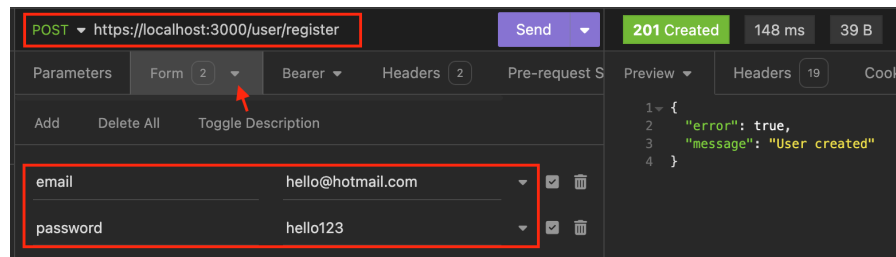 POST https://localhost:3000/user/register Send 201 Created 148 ms 39 B
Parameters Form 2 Bearer Headers 2 Pre-request S Preview Headers 19 Cook
Add Delete All Toggle Description
1 {
2 "error": true,
3 "message": "User created"
4 }
email hello@hotmail.com
password hello123